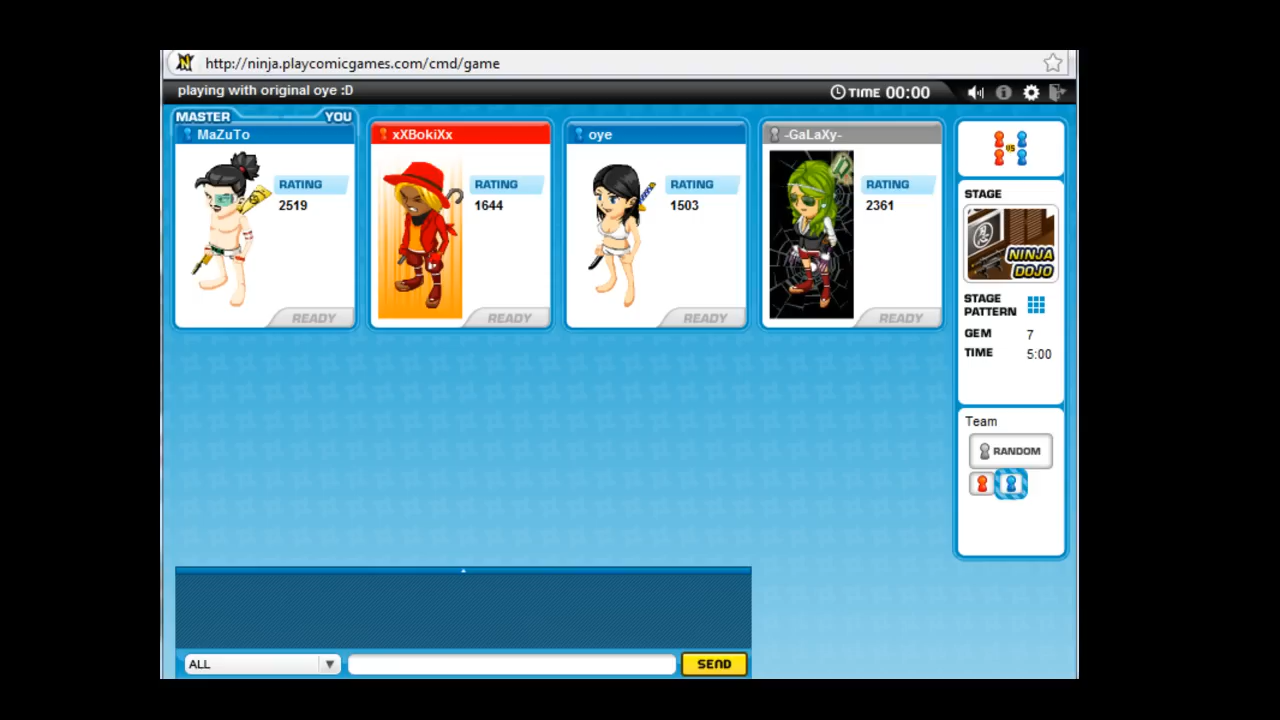 http://ninja.playcomicgames.com/cmd/game
playing with original oye :D
TIME 00:00
MASTER
YOU
MaZuTo
RATING
2519
READY
xXBokiXx
RATING
1644
READY
oye
RATING
1503
READY
-GaLaXy-
RATING
2361
READY
VS
STAGE
NINJA
DOJO
STAGE
PATTERN
GEM 7
TIME 5:00
Team
RANDOM
ALL
SEND